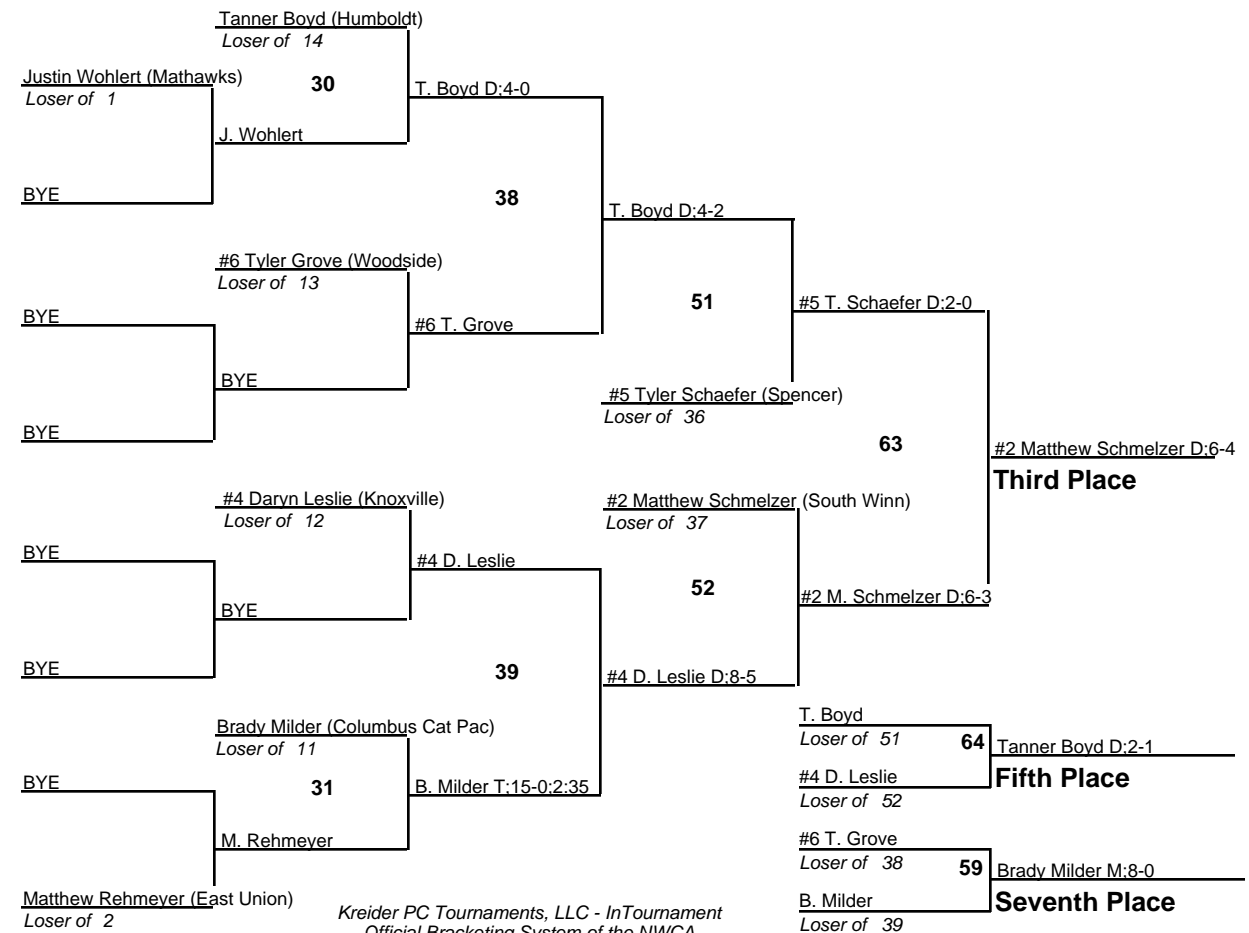 Tanner Boyd (Humboldt)
Loser of 14
Justin Wohlert (Mathawks)
Loser of 1
30
T. Boyd D;4-0
J. Wohlert
BYE
38
T. Boyd D;4-2
#6 Tyler Grove (Woodside)
Loser of 13
51
#5 T. Schaefer D;2-0
BYE
#6 T. Grove
BYE
#5 Tyler Schaefer (Spencer)
Loser of 36
BYE
63
#2 Matthew Schmelzer D;6-4
Third Place
#4 Daryn Leslie (Knoxville)
Loser of 12
#2 Matthew Schmelzer (South Winn)
Loser of 37
BYE
#4 D. Leslie
52
#2 M. Schmelzer D;6-3
BYE
BYE
39
#4 D. Leslie D;8-5
Brady Milder (Columbus Cat Pac)
Loser of 11
T. Boyd
Loser of 51
64
Tanner Boyd D;2-1
Fifth Place
#4 D. Leslie
Loser of 52
BYE
31
B. Milder T;15-0;2:35
M. Rehmeyer
#6 T. Grove
Loser of 38
59
Brady Milder M;8-0
Seventh Place
B. Milder
Loser of 39
Matthew Rehmeyer (East Union)
Loser of 2
Kreider PC Tournaments, LLC - InTournament
Official Bracketing System of the NWCA